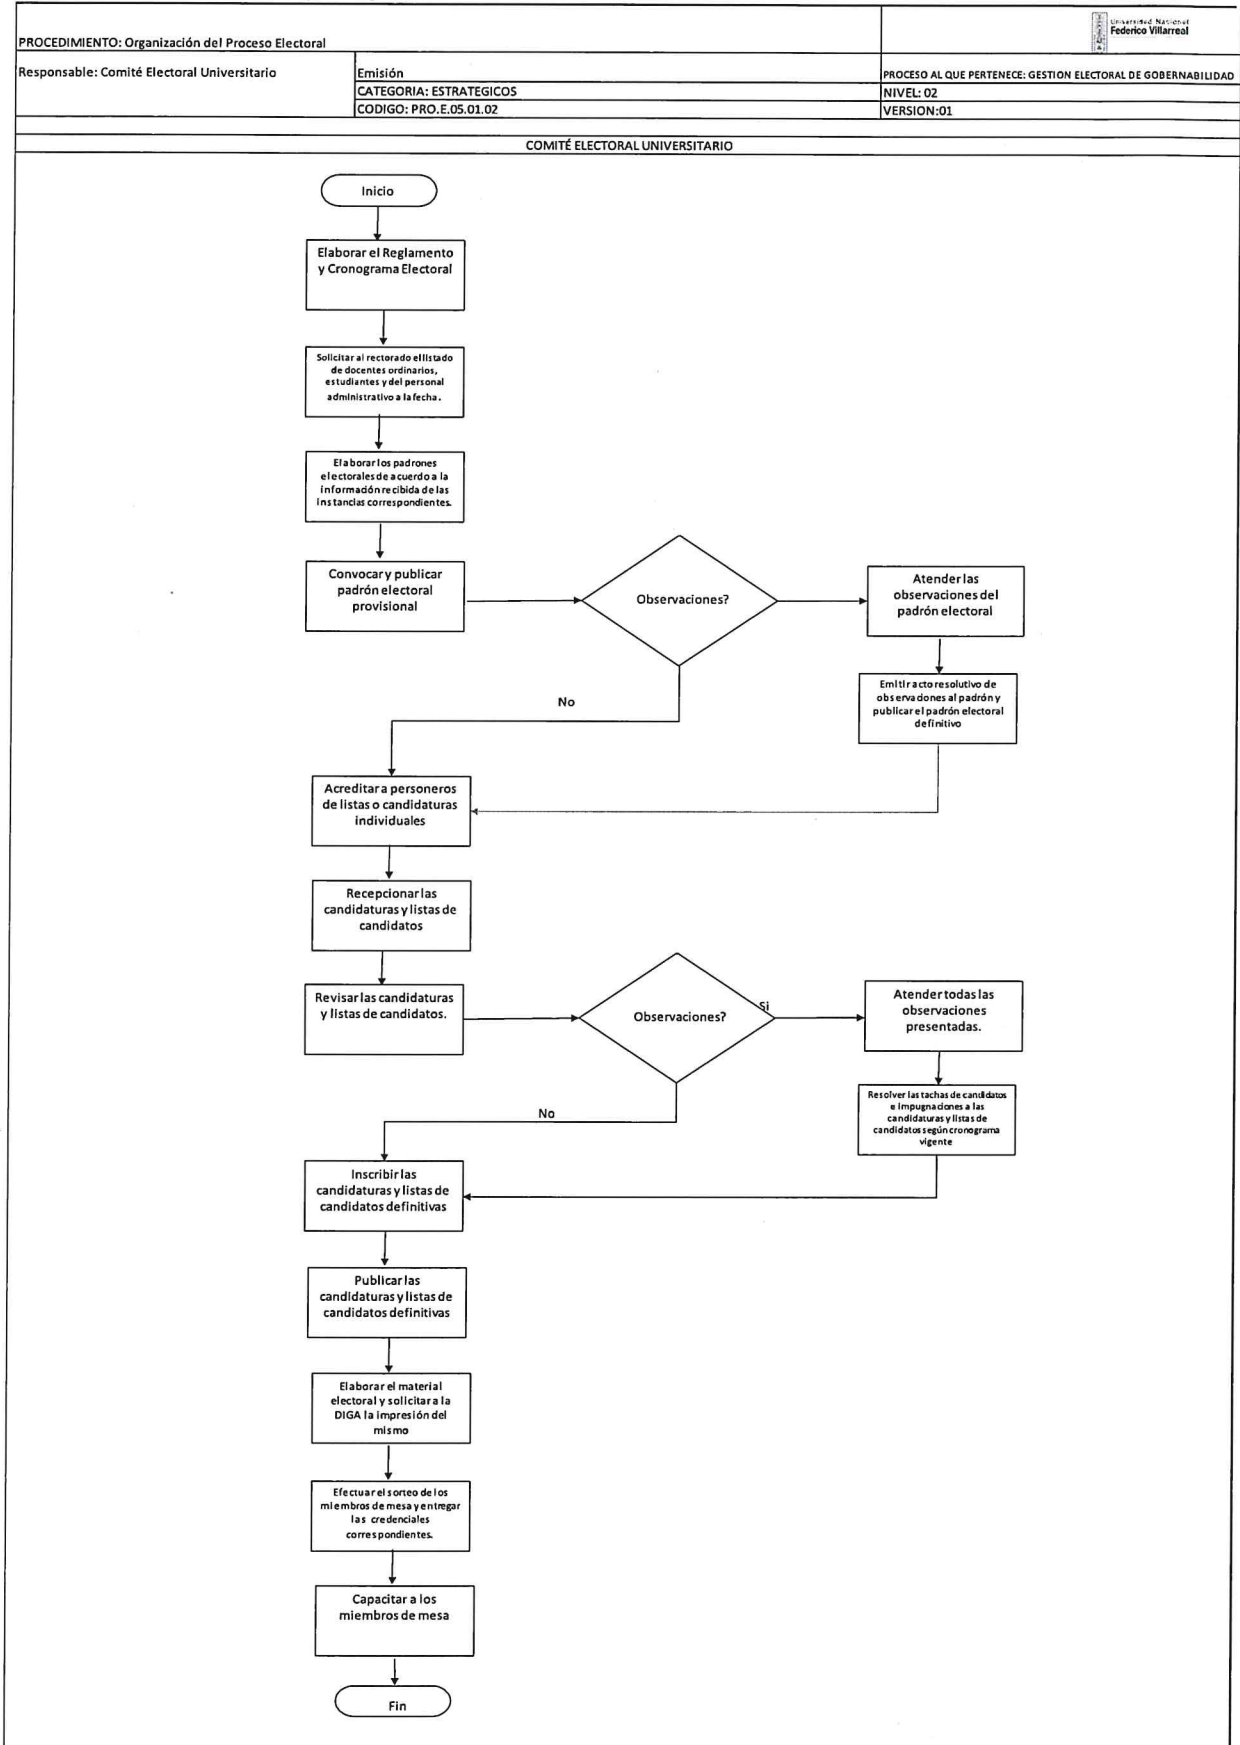 Universidad Nacional
Federico Villarreal
PROCEDIMIENTO: Organización del Proceso Electoral
Responsable: Comité Electoral Universitario
Emisión
PROCESO AL QUE PERTENECE: GESTION ELECTORAL DE GOBERNABILIDAD
CATEGORIA: ESTRATEGICOS
NIVEL: 02
CODIGO: PRO.E.05.01.02
VERSION:01
COMITÉ ELECTORAL UNIVERSITARIO
Inicio
Elaborar el Reglamento
y Cronograma Electoral
Solicitar al rectorado el listado
de docentes ordinarios,
estudiantes y del personal
administrativo a la fecha.
Elaborar los padrones
electorales de acuerdo a la
información recibida de las
instancias correspondientes.
Convocar y publicar
padrón electoral
provisional
Observaciones?
Atender las
observaciones del
padrón electoral
Emitir acto resolutivo de
observaciones al padrón y
publicar el padrón electoral
definitivo
No
Acreditar a personeros
de listas o candidaturas
individuales
Recepcionar las
candidaturas y listas de
candidatos
Revisar las candidaturas
y listas de candidatos.
Observaciones?
Si
Atender todas las
observaciones
presentadas.
Resolver las tachas de candidatos
e impugnaciones a las
candidaturas y listas de
candidatos según cronograma
vigente
No
Inscribir las
candidaturas y listas de
candidatos definitivas
Publicar las
candidaturas y listas de
candidatos definitivas
Elaborar el material
electoral y solicitar a la
DIGA la impresión del
mismo
Efectuar el sorteo de los
miembros de mesa y entregar
las credenciales
correspondientes.
Capacitar a los
miembros de mesa
Fin